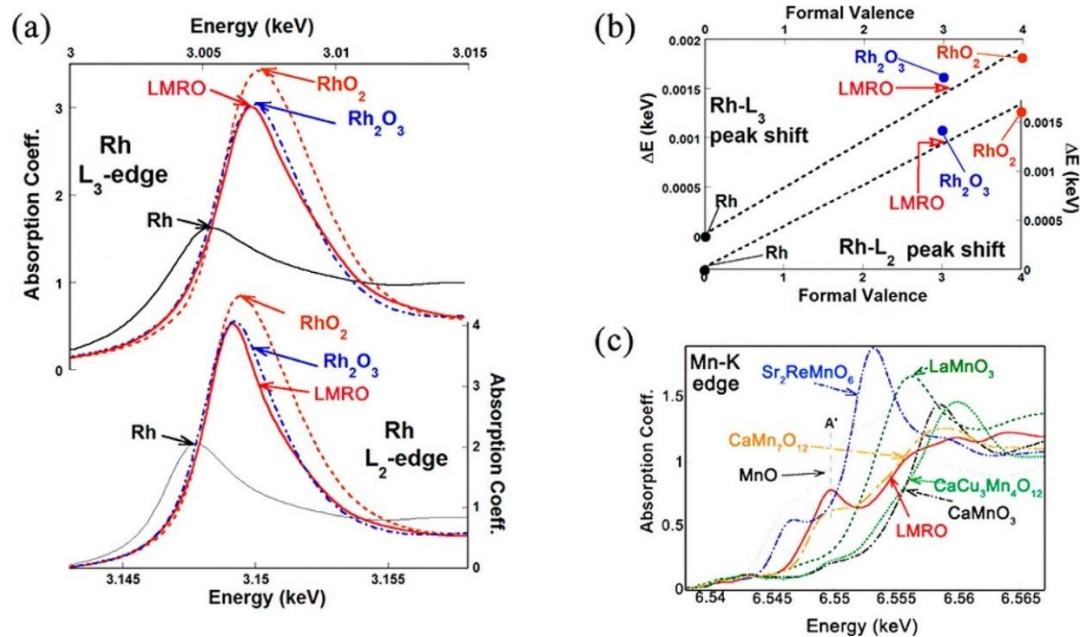 (a)
Energy (keV)
3 3.005 3.01 3.015
RhO2
LMRO
Rh2O3
Rh
L3-edge
Rh
Absorption Coeff.
3
2
1
0
RhO2
Rh2O3
LMRO
Rh
Rh
L2-edge
Absorption Coeff.
4
3
2
1
0
3.145 3.15 3.155
Energy (keV)
(b)
Formal Valence
0 1 2 3 4
0.002
0.0015
0.001
0.0005
0
ΔE (keV)
Rh2O3
RhO2
LMRO
Rh-L3
peak shift
Rh
RhO2
Rh2O3
LMRO
Rh
Rh-L2 peak shift
0.0015
0.001
0.0005
0
ΔE (keV)
0 1 2 3 4
Formal Valence
(c)
Mn-K
edge
Sr2ReMnO6
LaMnO3
A'
CaMn7O12
MnO
CaCu3Mn4O12
CaMnO3
LMRO
Absorption Coeff.
1.5
1
0.5
0
6.54 6.545 6.55 6.555 6.56 6.565
Energy (keV)